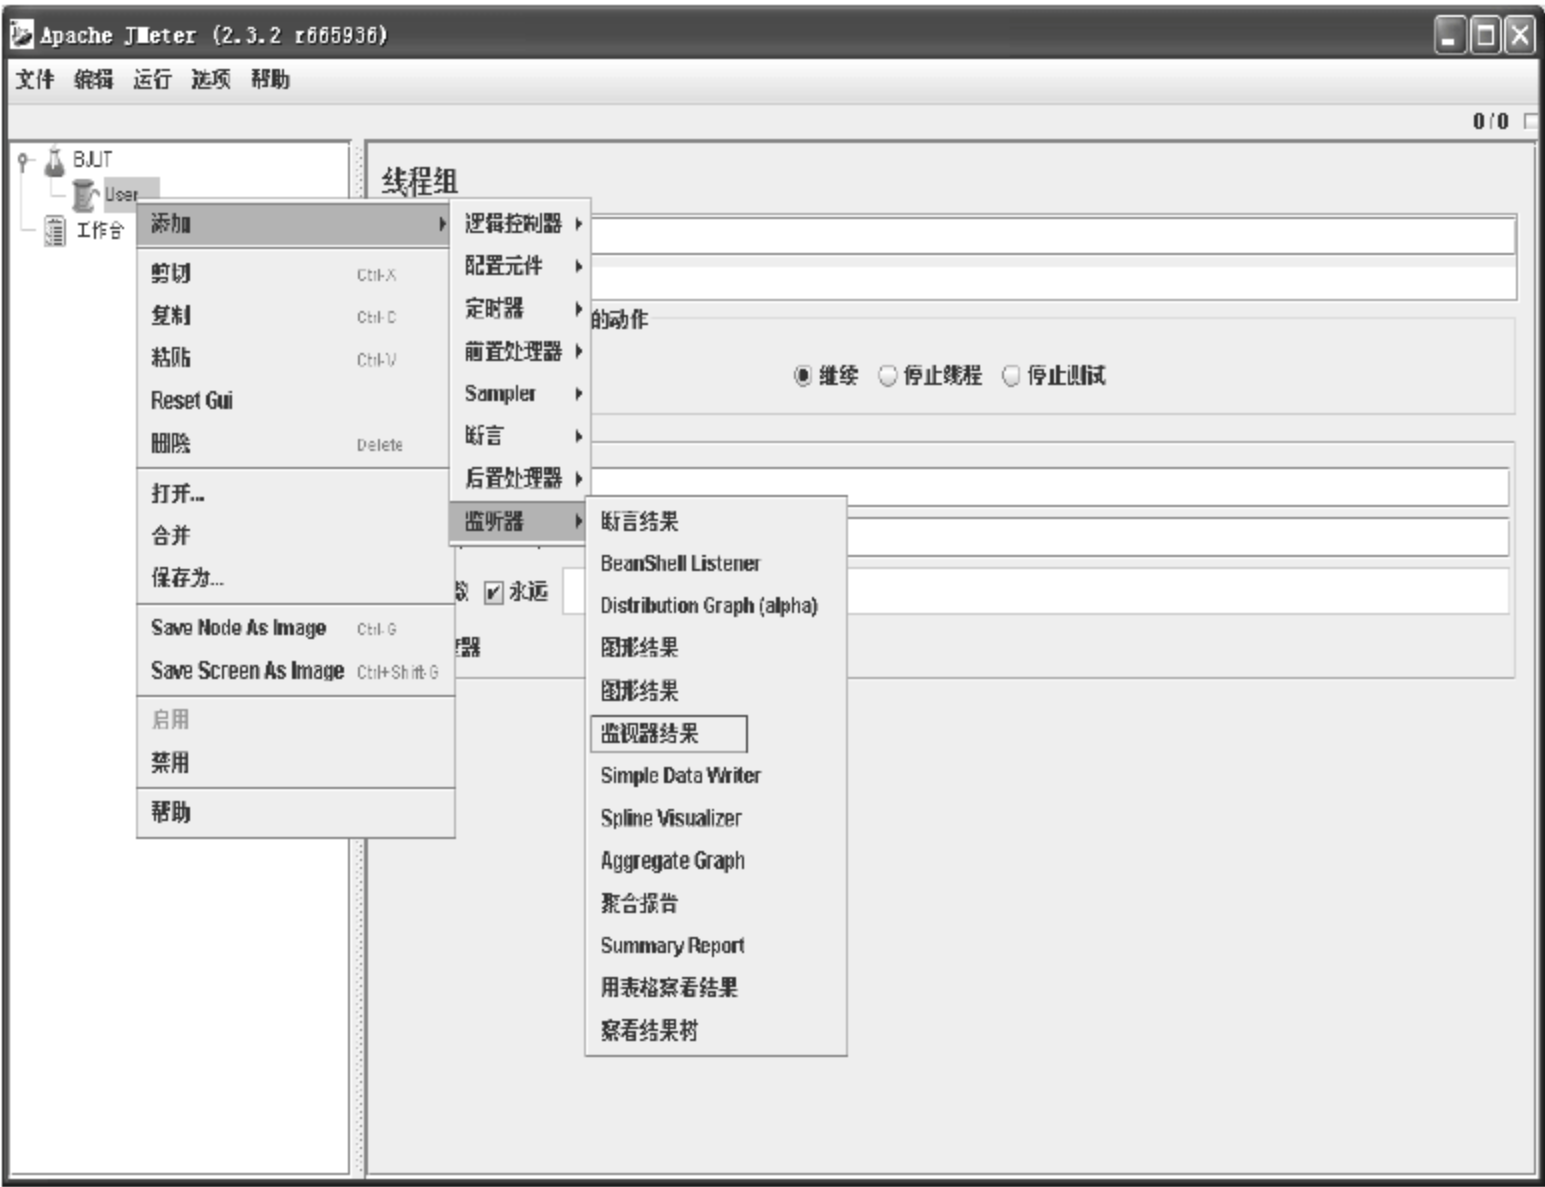 Apache JMeter (2.3.2 r665936)
文件 编辑 运行 选项 帮助
0/0
BJUT
User
工作台
线程组
添加
剪切 Ctrl-X
复制 Ctrl-C
粘贴 Ctrl-V
Reset Gui
删除 Delete
打开...
合并
保存为...
Save Node As Image Ctrl-G
Save Screen As Image Ctrl+Shift-G
启用
禁用
帮助
逻辑控制器
配置元件
定时器
前置处理器
Sampler
断言
后置处理器
监听器
的动作
继续 停止线程 停止测试
数 永远
度器
断言结果
BeanShell Listener
Distribution Graph (alpha)
图形结果
图形结果
监视器结果
Simple Data Writer
Spline Visualizer
Aggregate Graph
聚合报告
Summary Report
用表格察看结果
察看结果树